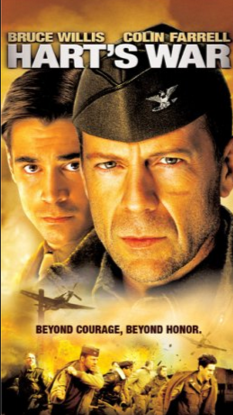 BRUCE WILLIS COLIN FARRELL
HART'S WAR
BEYOND COURAGE, BEYOND HONOR.